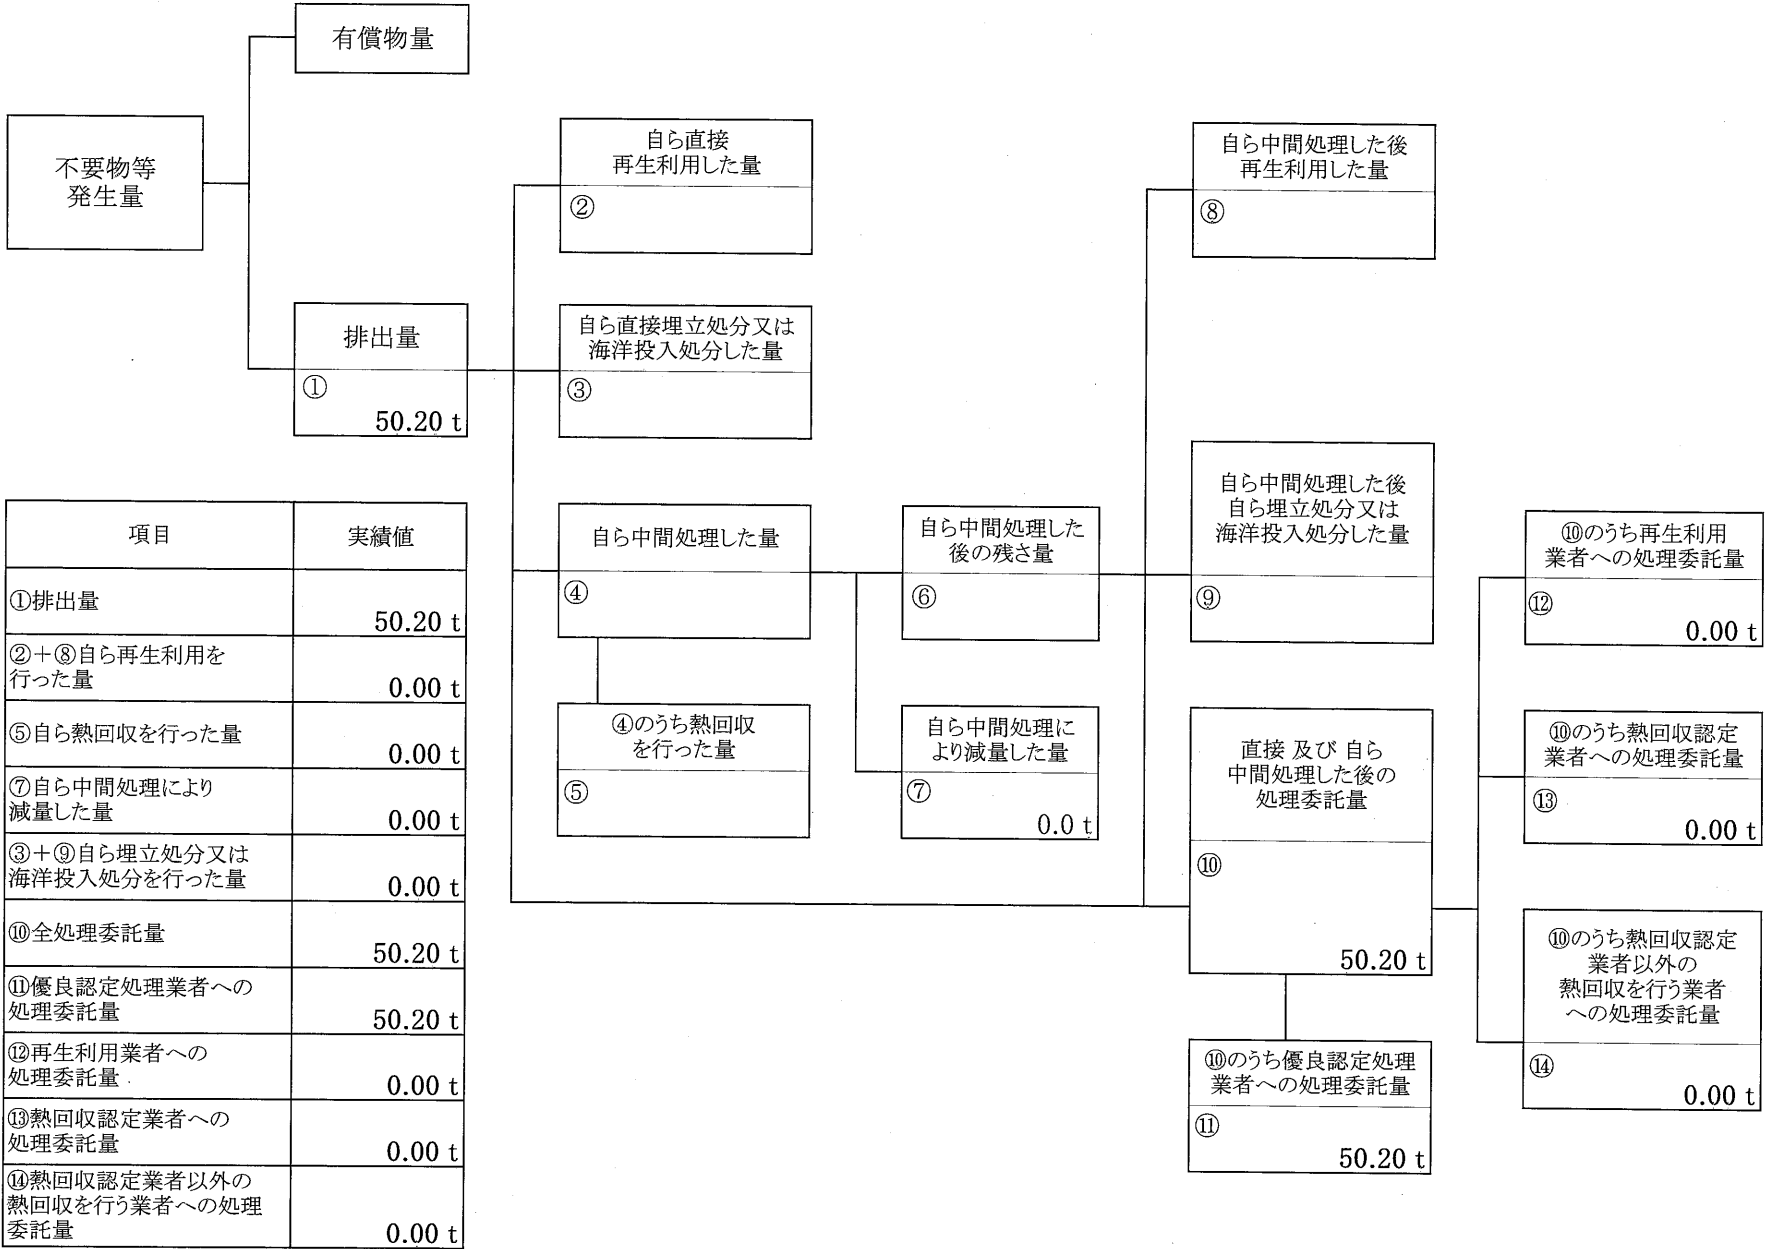 有償物量
不要物等
発生量
排出量
①
50.20 t
自ら直接
再生利用した量
②
自ら直接埋立処分又は
海洋投入処分した量
③
自ら中間処理した量
④
④のうち熱回収
を行った量
⑤
自ら中間処理した
後の残さ量
⑥
自ら中間処理に
より減量した量
⑦
0.0 t
自ら中間処理した後
再生利用した量
⑧
自ら中間処理した後
自ら埋立処分又は
海洋投入処分した量
⑨
直接 及び 自ら
中間処理した後の
処理委託量
⑩
50.20 t
⑩のうち優良認定処理
業者への処理委託量
⑪
50.20 t
⑩のうち再生利用
業者への処理委託量
⑫
0.00 t
⑩のうち熱回収認定
業者への処理委託量
⑬
0.00 t
⑩のうち熱回収認定
業者以外の
熱回収を行う業者
への処理委託量
⑭
0.00 t
項目
実績値
①排出量
50.20 t
②+⑧自ら再生利用を
行った量
0.00 t
⑤自ら熱回収を行った量
0.00 t
⑦自ら中間処理により
減量した量
0.00 t
③+⑨自ら埋立処分又は
海洋投入処分を行った量
0.00 t
⑩全処理委託量
50.20 t
⑪優良認定処理業者への
処理委託量
50.20 t
⑫再生利用業者への
処理委託量
0.00 t
⑬熱回収認定業者への
処理委託量
0.00 t
⑭熱回収認定業者以外の
熱回収を行う業者への処理
委託量
0.00 t